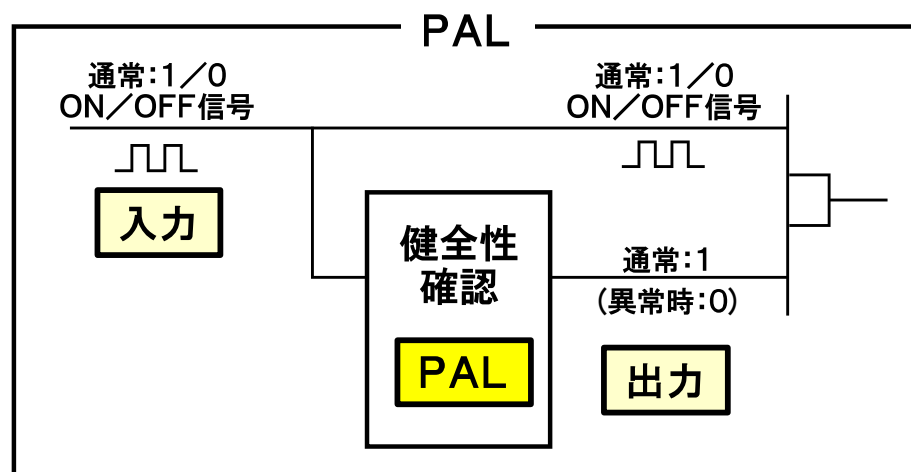 PAL
通常:1/0
ON/OFF信号
通常:1/0
ON/OFF信号
入力
健全性
確認
PAL
通常:1
(異常時:0)
出力